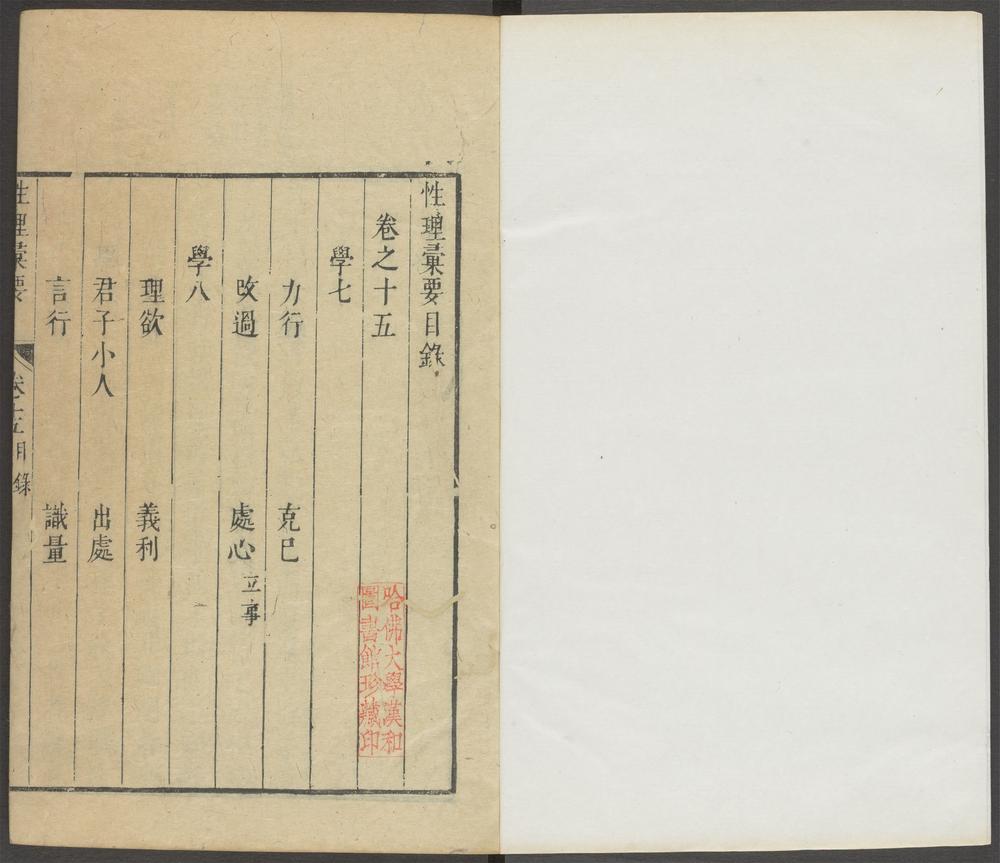 性理彙要目錄
卷之十五
學七
力行 克己
改過 處心 立事
學八
理欲 義利
君子小人 出處
言行 識量
性理彙要 卷十五目錄
哈佛大學漢和
圖書館珍藏印